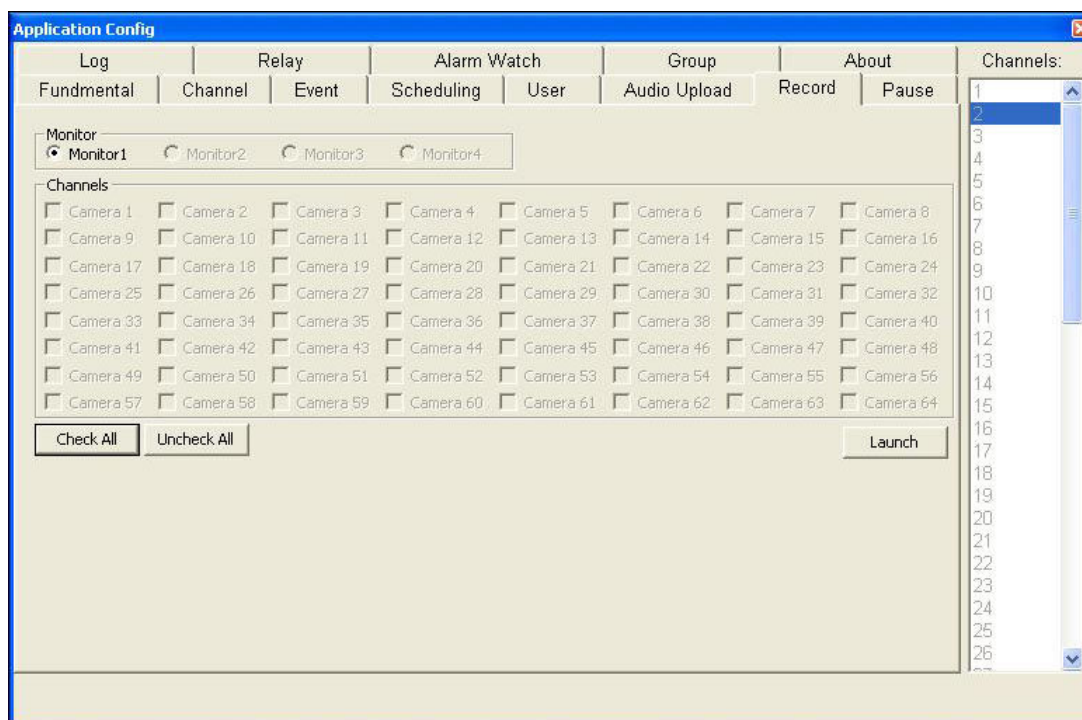 Application Config
Log Relay Alarm Watch Group About
Fundmental Channel Event Scheduling User Audio Upload Record Pause
Monitor
Monitor1 Monitor2 Monitor3 Monitor4
Channels
Camera 1 Camera 2 Camera 3 Camera 4 Camera 5 Camera 6 Camera 7 Camera 8
Camera 9 Camera 10 Camera 11 Camera 12 Camera 13 Camera 14 Camera 15 Camera 16
Camera 17 Camera 18 Camera 19 Camera 20 Camera 21 Camera 22 Camera 23 Camera 24
Camera 25 Camera 26 Camera 27 Camera 28 Camera 29 Camera 30 Camera 31 Camera 32
Camera 33 Camera 34 Camera 35 Camera 36 Camera 37 Camera 38 Camera 39 Camera 40
Camera 41 Camera 42 Camera 43 Camera 44 Camera 45 Camera 46 Camera 47 Camera 48
Camera 49 Camera 50 Camera 51 Camera 52 Camera 53 Camera 54 Camera 55 Camera 56
Camera 57 Camera 58 Camera 59 Camera 60 Camera 61 Camera 62 Camera 63 Camera 64
Check All Uncheck All Launch
Channels:
1
2
3
4
5
6
7
8
9
10
11
12
13
14
15
16
17
18
19
20
21
22
23
24
25
26